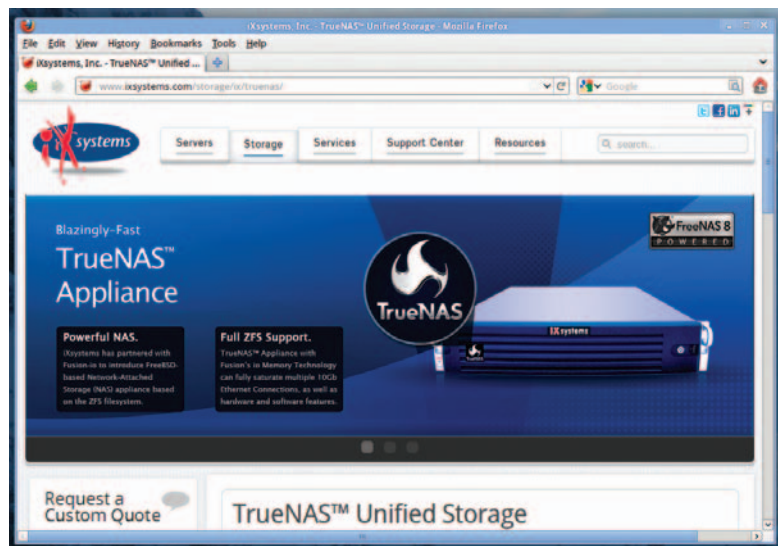 iXsystems, Inc. - TrueNAS™ Unified Storage - Mozilla Firefox
File Edit View History Bookmarks Tools Help
iXsystems, Inc. - TrueNAS™ Unified ...
www.ixsystems.com/storage/ix/truenas/
Google
iXsystems
Servers
Storage
Services
Support Center
Resources
search...
Blazingly-Fast
TrueNAS™
Appliance
Powerful NAS.
iXsystems has partnered with
Fusion-io to introduce FreeBSD-
based Network-Attached
Storage (NAS) appliance based
on the ZFS filesystem.
Full ZFS Support.
TrueNAS™ Appliance with
Fusion's in Memory Technology
can fully saturate multiple 10Gb
Ethernet Connections, as well as
hardware and software features.
TrueNAS
FreeNAS 8
POWERED
iXsystems
Request a
Custom Quote
TrueNAS™ Unified Storage